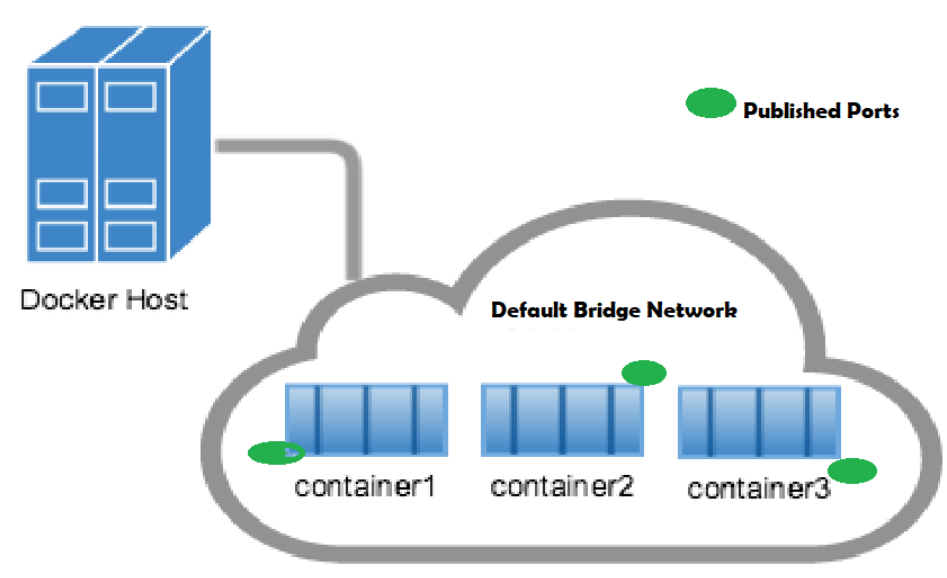 Published Ports
Docker Host
Default Bridge Network
container1
container2
container3